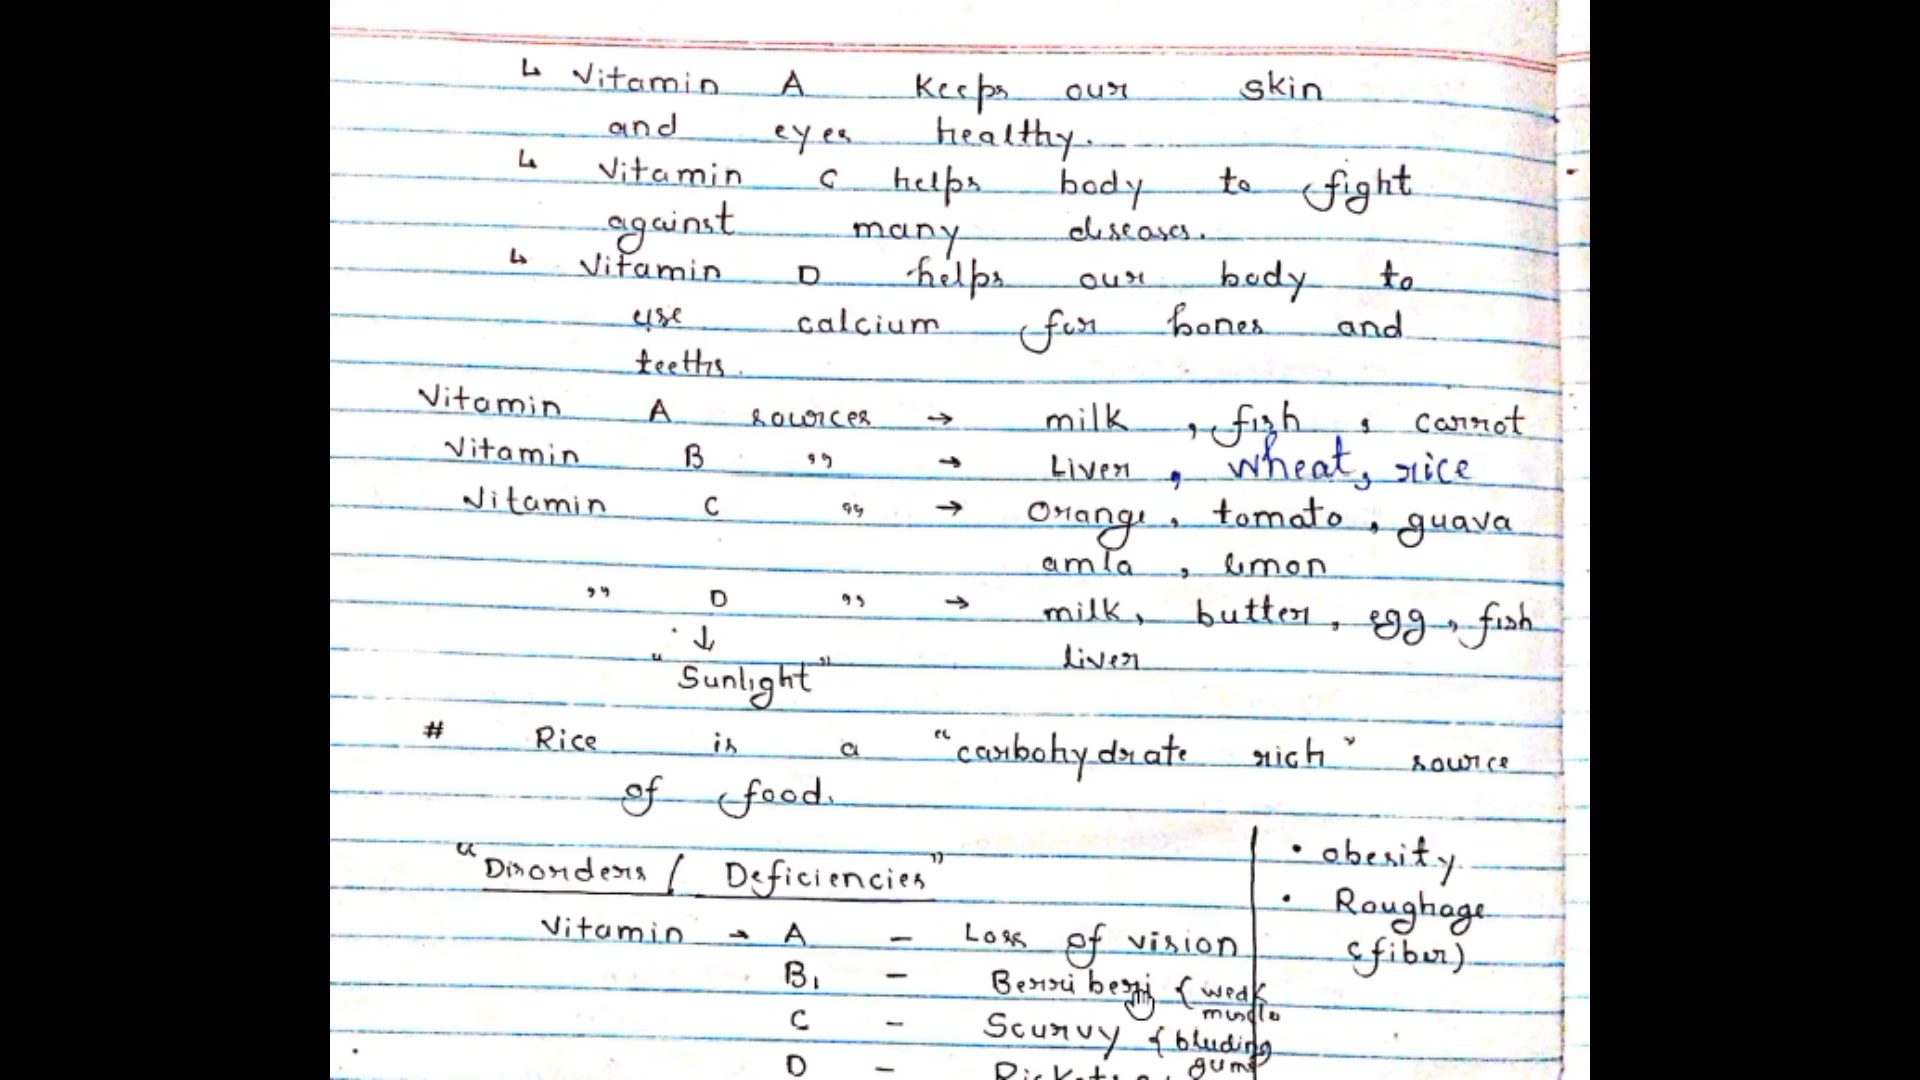 ↳ Vitamin A keeps our skin
and eyes healthy.
↳ Vitamin C helps body to fight
against many diseases.
↳ Vitamin D helps our body to
use calcium for bones and
teeths.
Vitamin A sources → milk, fish, carrot
Vitamin B " → Liver, wheat, rice
Vitamin C " → Orange, tomato, guava
amla, limon
" D " → milk, butter, egg, fish
↓ liver
"Sunlight"
# Rice is a "carbohydrate rich" source
of food.
"Disorders / Deficiencies"
Vitamin → A - Loss of vision
B1 - Berri berri { weak
muscle
C - Scurvy { bleeding
gums
D - Rickets
• obesity
• Roughage
(fiber)